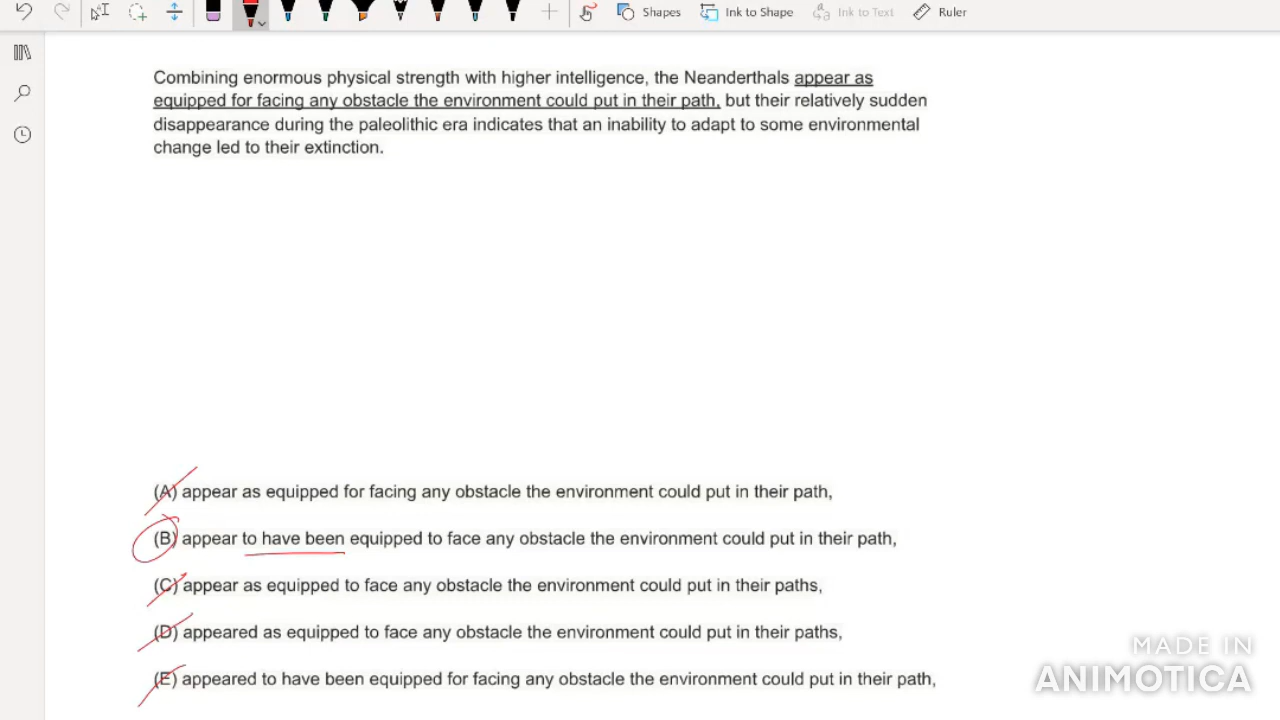 Shapes Ink to Shape Ink to Text Ruler
Combining enormous physical strength with higher intelligence, the Neanderthals appear as
equipped for facing any obstacle the environment could put in their path, but their relatively sudden
disappearance during the paleolithic era indicates that an inability to adapt to some environmental
change led to their extinction.
(A) appear as equipped for facing any obstacle the environment could put in their path,
(B) appear to have been equipped to face any obstacle the environment could put in their path,
(C) appear as equipped to face any obstacle the environment could put in their paths,
(D) appeared as equipped to face any obstacle the environment could put in their paths,
(E) appeared to have been equipped for facing any obstacle the environment could put in their path,
MADE IN
ANIMOTICA